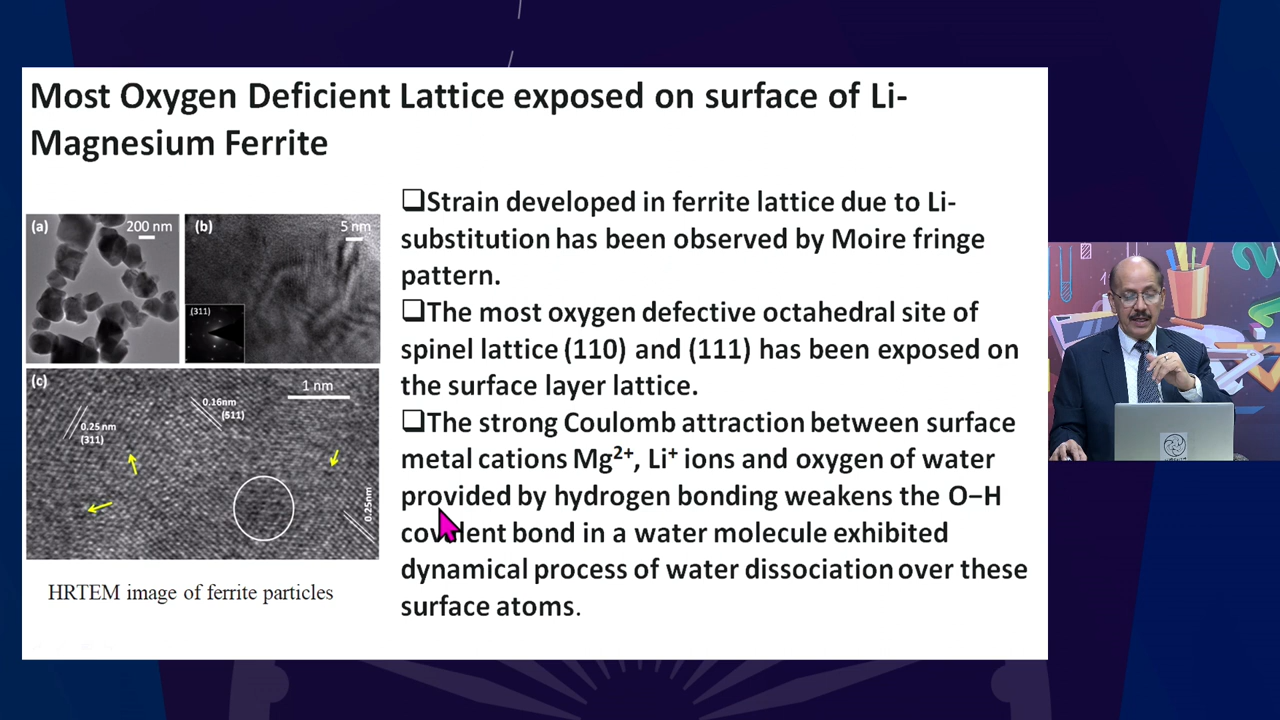 Most Oxygen Deficient Lattice exposed on surface of Li-
Magnesium Ferrite
(a)
200 nm
(b)
5 nm
(311)
(c)
1 nm
0.25 nm
(311)
0.16nm
(511)
0.25nm
HRTEM image of ferrite particles
❑Strain developed in ferrite lattice due to Li-
substitution has been observed by Moire fringe
pattern.
❑The most oxygen defective octahedral site of
spinel lattice (110) and (111) has been exposed on
the surface layer lattice.
❑The strong Coulomb attraction between surface
metal cations Mg²⁺, Li⁺ ions and oxygen of water
provided by hydrogen bonding weakens the O−H
covalent bond in a water molecule exhibited
dynamical process of water dissociation over these
surface atoms.